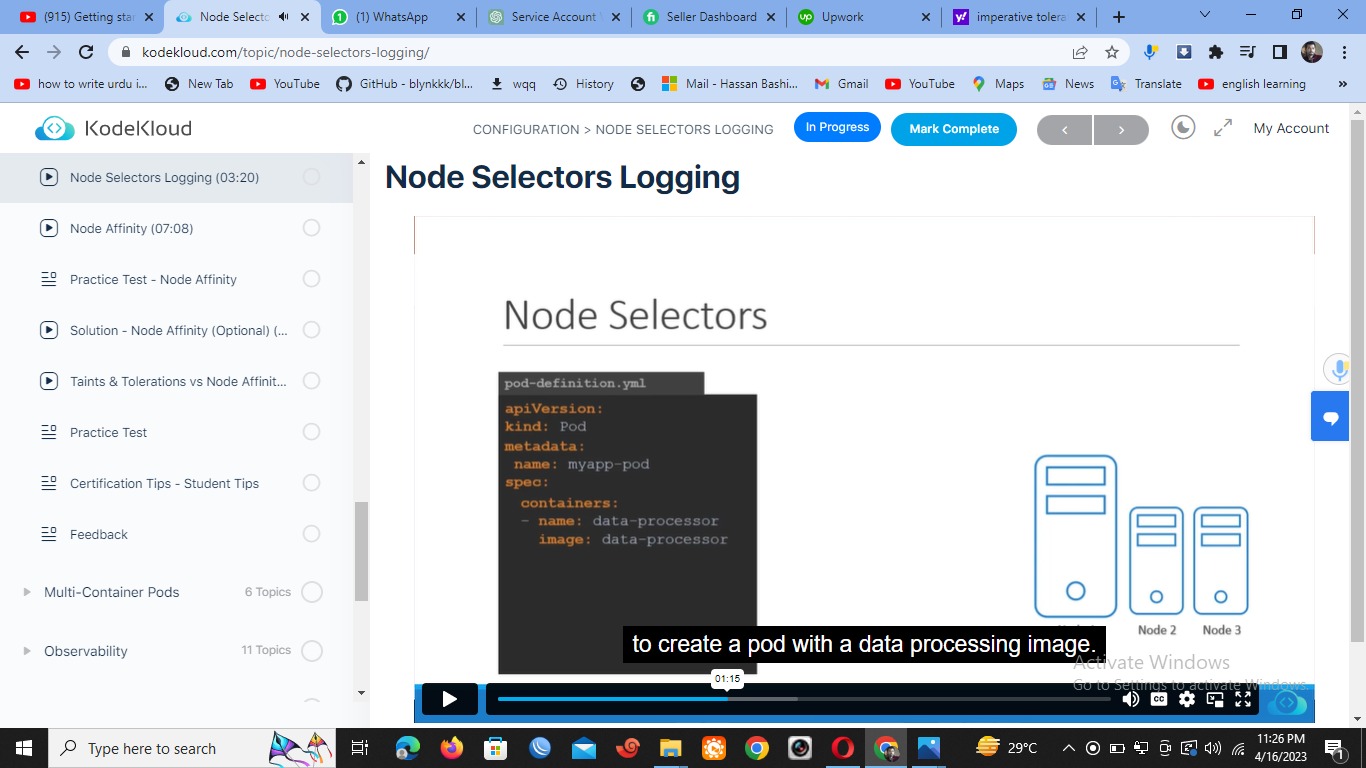 (915) Getting star
Node Selecto
(1) WhatsApp
Service Account
Seller Dashboard
Upwork
imperative tolera
kodekloud.com/topic/node-selectors-logging/
how to write urdu i...
New Tab
YouTube
GitHub - blynkkk/bl...
wqq
History
Mail - Hassan Bashi...
Gmail
YouTube
Maps
News
Translate
english learning
»
KodeKloud
CONFIGURATION > NODE SELECTORS LOGGING
In Progress
Mark Complete
<
>
My Account
Node Selectors Logging (03:20)
Node Affinity (07:08)
Practice Test - Node Affinity
Solution - Node Affinity (Optional) (...
Taints & Tolerations vs Node Affinit...
Practice Test
Certification Tips - Student Tips
Feedback
Multi-Container Pods
6 Topics
Observability
11 Topics
Node Selectors Logging
Node Selectors
pod-definition.yml
apiVersion:
kind: Pod
metadata:
name: myapp-pod
spec:
containers:
- name: data-processor
image: data-processor
Node 2
Node 3
to create a pod with a data processing image.
Activate Windows
Go to Settings to activate Windows.
01:15
CC
Type here to search
29°C
11:26 PM
4/16/2023
1